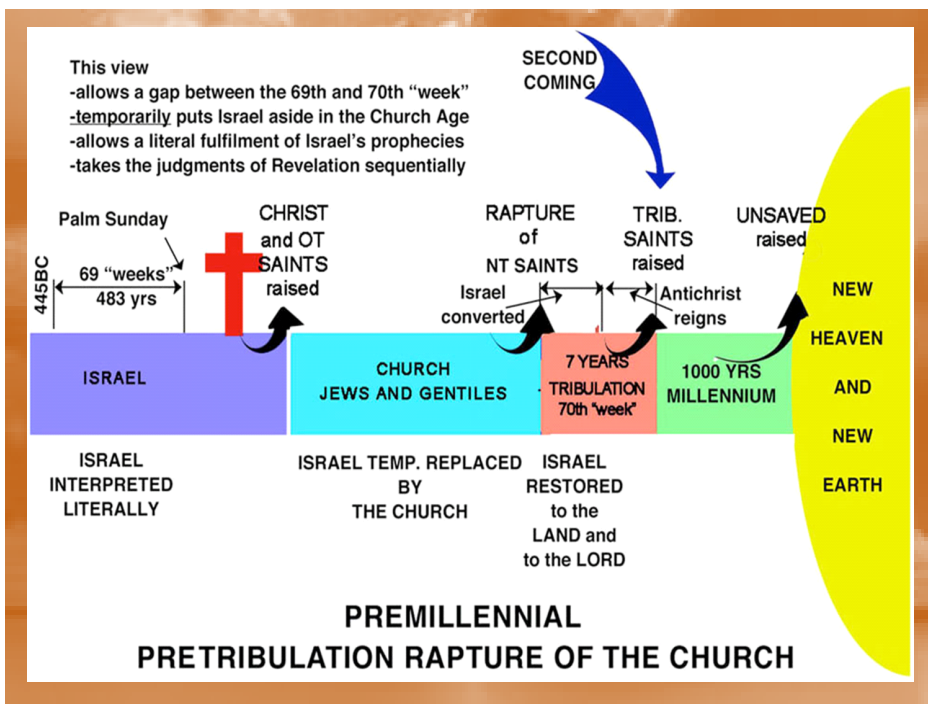 This view
-allows a gap between the 69th and 70th “week”
-temporarily puts Israel aside in the Church Age
-allows a literal fulfilment of Israel’s prophecies
-takes the judgments of Revelation sequentially
SECOND
COMING
Palm Sunday
445BC
69 “weeks”
483 yrs
CHRIST
and OT
SAINTS
raised
RAPTURE
of
NT SAINTS
Israel
converted
TRIB.
SAINTS
raised
Antichrist
reigns
UNSAVED
raised
ISRAEL
CHURCH
JEWS AND GENTILES
7 YEARS
TRIBULATION
70th “week”
1000 YRS
MILLENNIUM
NEW
HEAVEN
AND
NEW
EARTH
ISRAEL
INTERPRETED
LITERALLY
ISRAEL TEMP. REPLACED
BY
THE CHURCH
ISRAEL
RESTORED
to the
LAND and
to the LORD
PREMILLENNIAL
PRETRIBULATION RAPTURE OF THE CHURCH